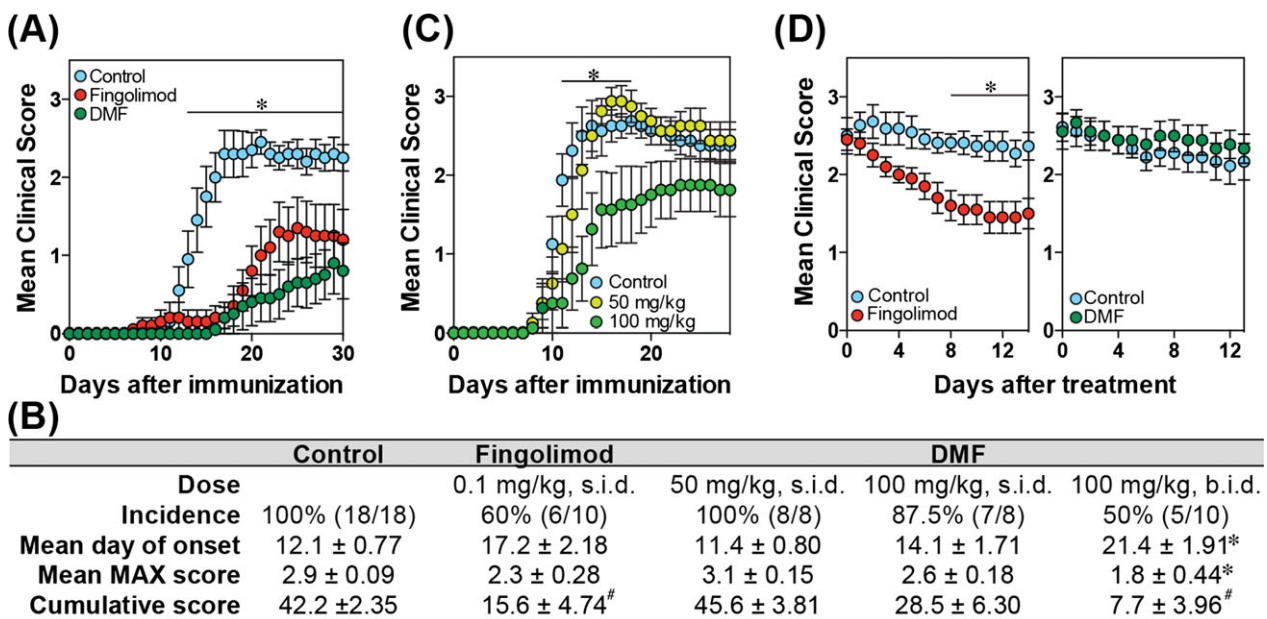 (A)
Mean Clinical Score
3
2
1
0
Control
Fingolimod
DMF
*
0 10 20 30
Days after immunization
(C)
Mean Clinical Score
3
2
1
0
*
Control
50 mg/kg
100 mg/kg
0 10 20
Days after immunization
(D)
Mean Clinical Score
3
2
1
0
*
Control
Fingolimod
0 4 8 12
3
2
1
0
Control
DMF
0 4 8 12
Days after treatment
(B)
Control Fingolimod DMF
Dose 0.1 mg/kg, s.i.d. 50 mg/kg, s.i.d. 100 mg/kg, s.i.d. 100 mg/kg, b.i.d.
Incidence 100% (18/18) 60% (6/10) 100% (8/8) 87.5% (7/8) 50% (5/10)
Mean day of onset 12.1 ± 0.77 17.2 ± 2.18 11.4 ± 0.80 14.1 ± 1.71 21.4 ± 1.91*
Mean MAX score 2.9 ± 0.09 2.3 ± 0.28 3.1 ± 0.15 2.6 ± 0.18 1.8 ± 0.44*
Cumulative score 42.2 ±2.35 15.6 ± 4.74# 45.6 ± 3.81 28.5 ± 6.30 7.7 ± 3.96#